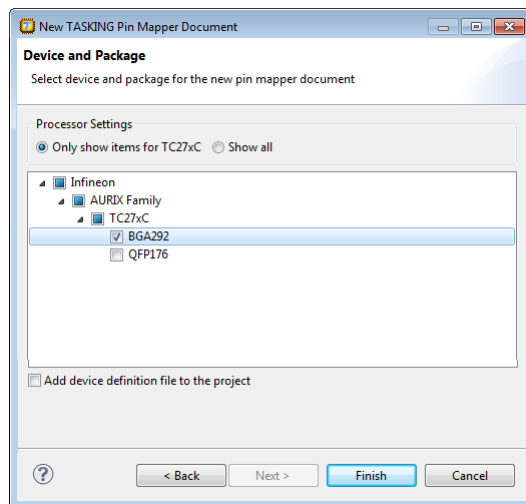 New TASKING Pin Mapper Document
Device and Package
Select device and package for the new pin mapper document
Processor Settings
Only show items for TC27xC Show all
Infineon
AURIX Family
TC27xC
BGA292
QFP176
Add device definition file to the project
? < Back Next > Finish Cancel